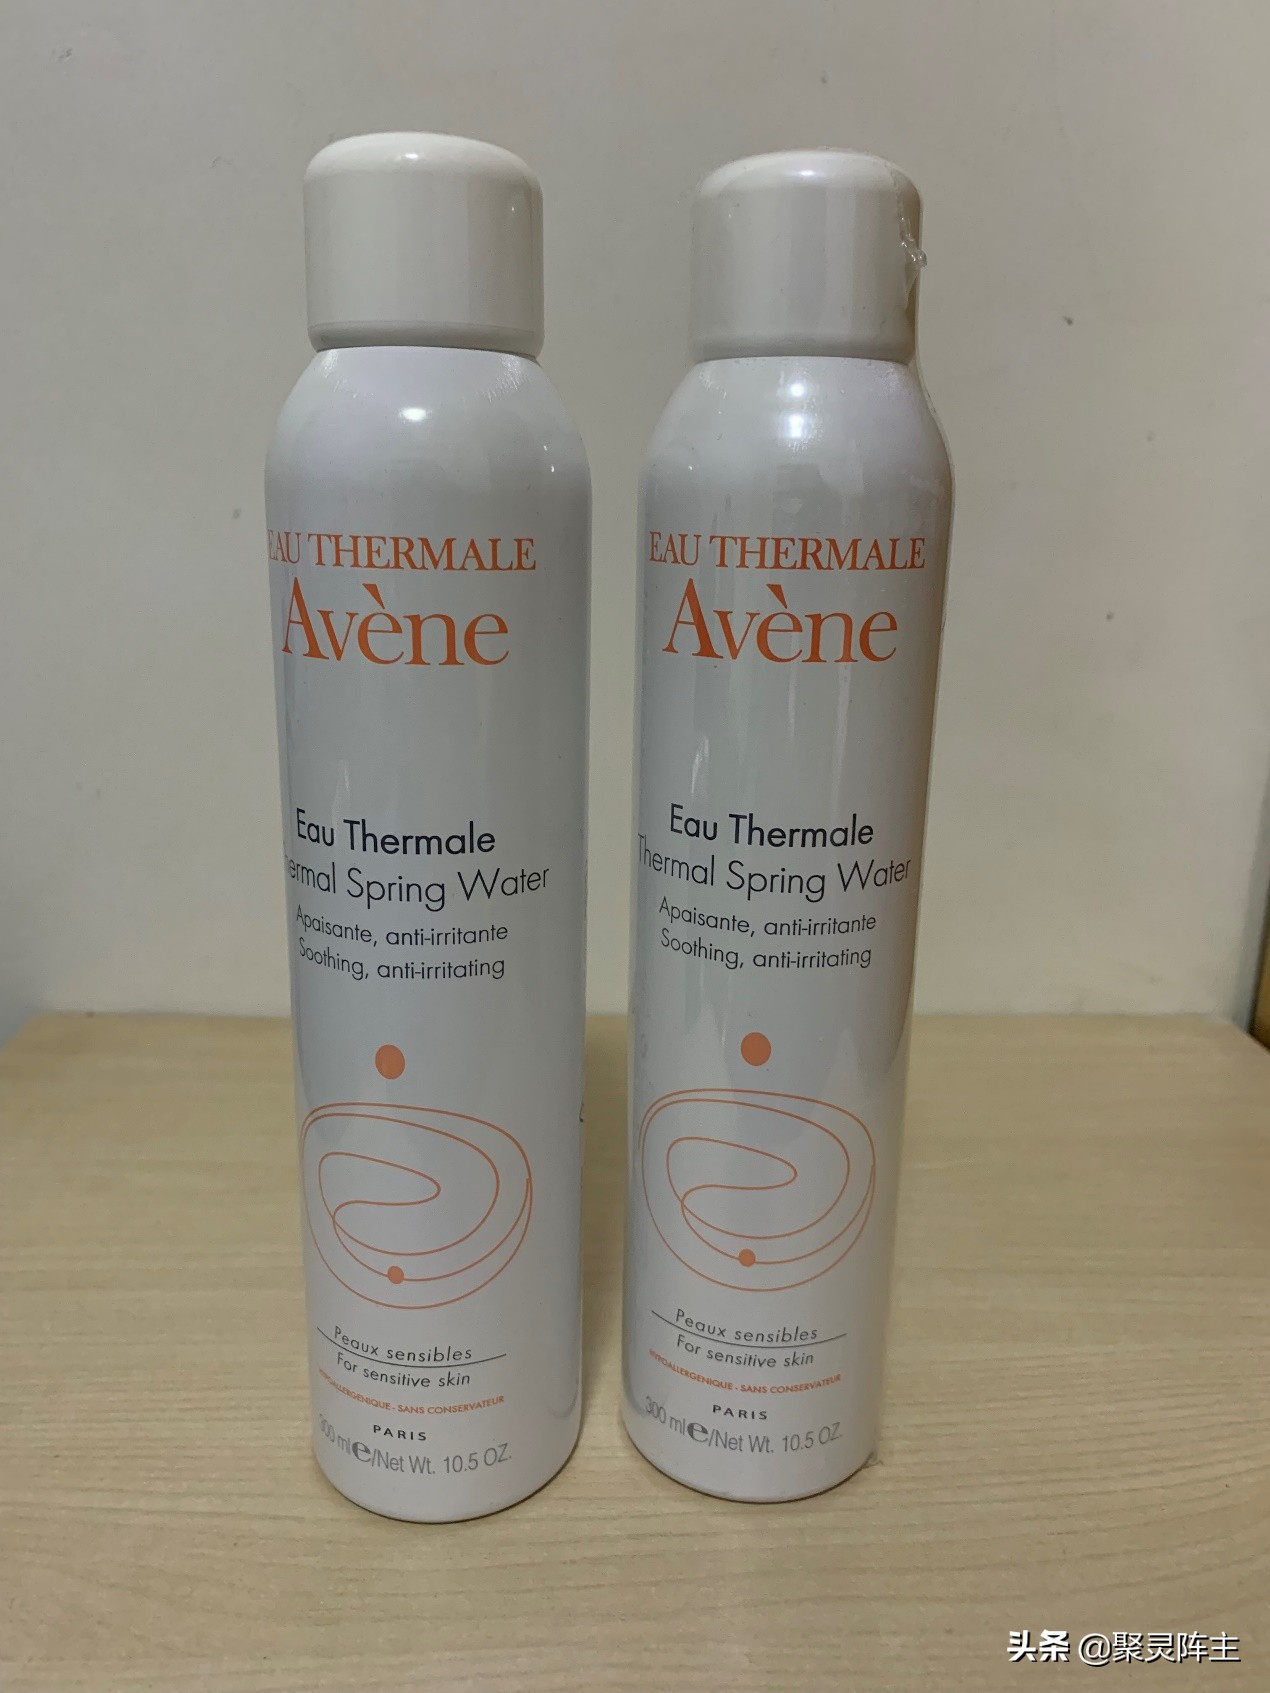 EAU THERMALE
Avène
Eau Thermale
Thermal Spring Water
Apaisante, anti-irritante
Soothing, anti-irritating
Peaux sensibles
For sensitive skin
HYPOALLERGENIQUE - SANS CONSERVATEUR
PARIS
300 ml e/Net Wt. 10.5 OZ.
EAU THERMALE
Avène
Eau Thermale
Thermal Spring Water
Apaisante, anti-irritante
Soothing, anti-irritating
Peaux sensibles
For sensitive skin
HYPOALLERGENIQUE - SANS CONSERVATEUR
PARIS
300 ml e/Net Wt. 10.5 OZ.
头条 @聚灵阵主